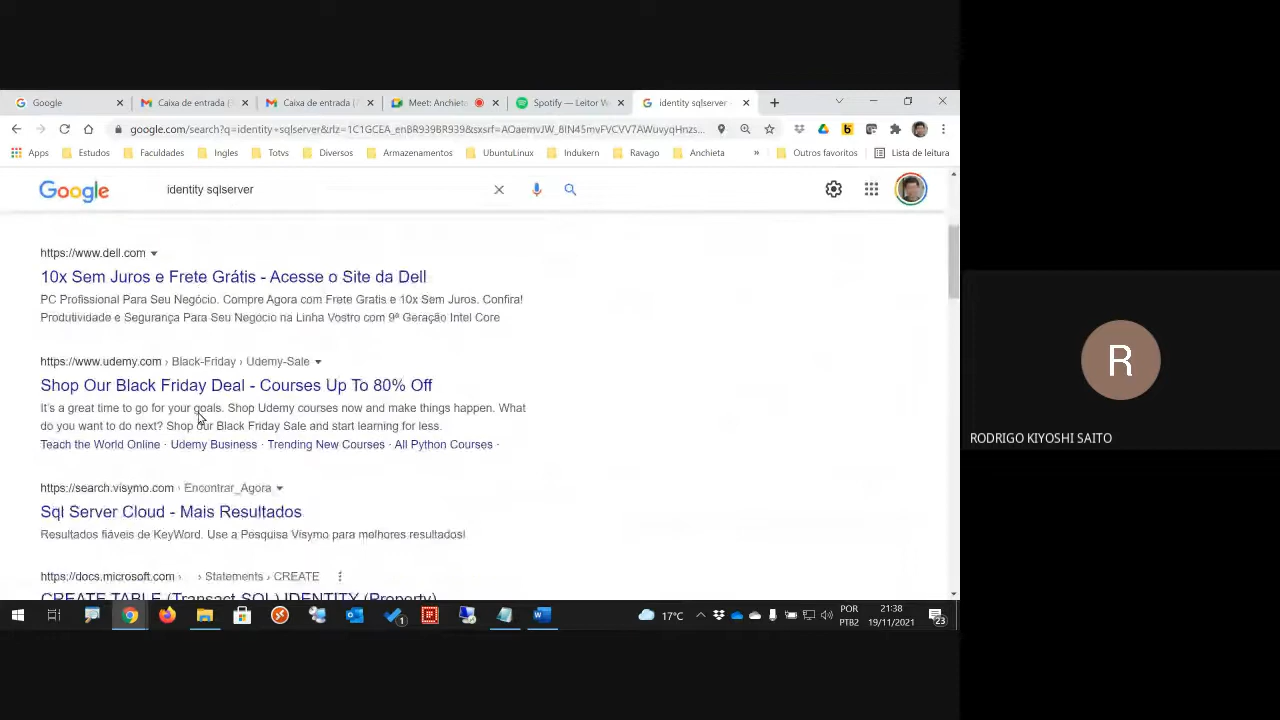 Google
Caixa de entrada (
Caixa de entrada (
Meet: Anchieta
Spotify — Leitor W
identity sqlserver -
google.com/search?q=identity+sqlserver&rlz=1C1GCEA_enBR939BR939&sxsrf=
Apps
Estudos
Faculdades
Ingles
Totvs
Diversos
Armazenamentos
UbuntuLinux
Indukern
Ravago
Anchieta
»
Outros favoritos
Lista de leitura
Google
identity sqlserver
https://www.dell.com
10x Sem Juros e Frete Grátis - Acesse o Site da Dell
PC Profissional Para Seu Negócio. Compre Agora com Frete Gratis e 10x Sem Juros. Confira!
Produtividade e Segurança Para Seu Negócio na Linha Vostro com 9ª Geração Intel Core
https://www.udemy.com › Black-Friday › Udemy-Sale
Shop Our Black Friday Deal - Courses Up To 80% Off
It's a great time to go for your goals. Shop Udemy courses now and make things happen. What
do you want to do next? Shop our Black Friday Sale and start learning for less.
Teach the World Online · Udemy Business · Trending New Courses · All Python Courses ·
https://search.visymo.com › Encontrar_Agora
Sql Server Cloud - Mais Resultados
Resultados fiáveis de KeyWord. Use a Pesquisa Visymo para melhores resultados!
https://docs.microsoft.com › › Statements › CREATE
CREATE TABLE (Transact-SQL) IDENTITY (Property)
1
17°C
POR
PTB2
21:38
19/11/2021
23
R
RODRIGO KIYOSHI SAITO